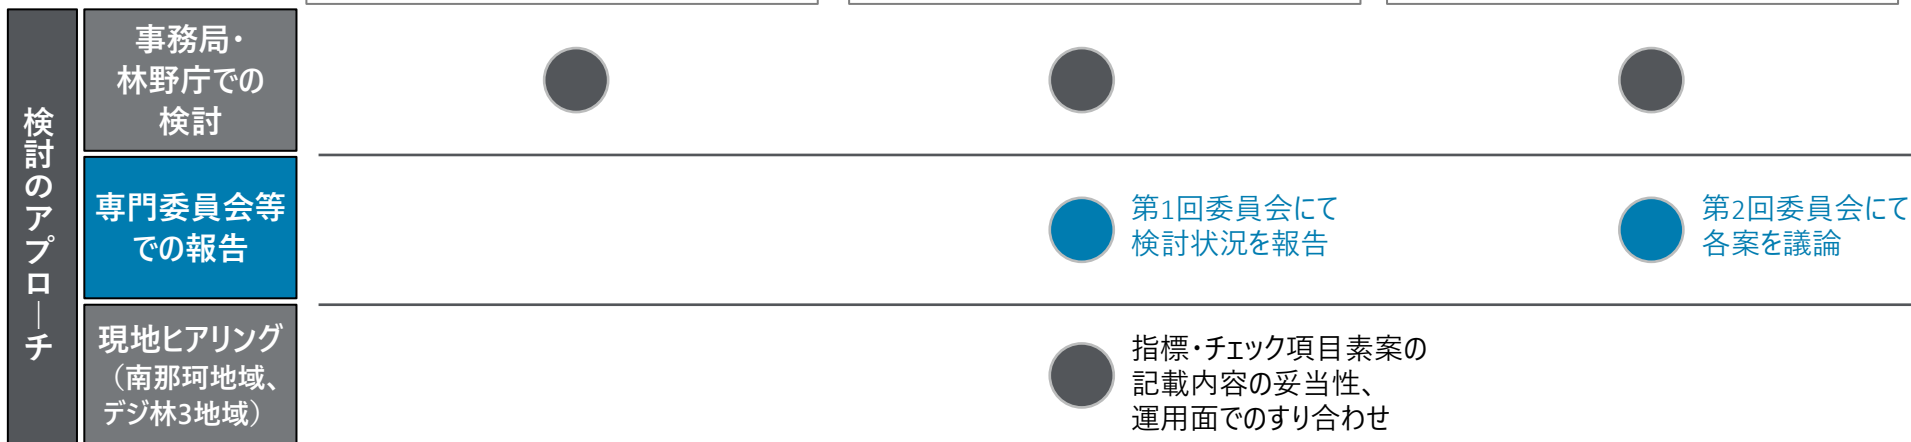 検討のアプローチ
事務局・
林野庁での
検討
専門委員会等
での報告
第1回委員会にて
検討状況を報告
第2回委員会にて
各案を議論
現地ヒアリング
（南那珂地域、
デジ林3地域）
指標・チェック項目素案の
記載内容の妥当性、
運用面でのすり合わせ